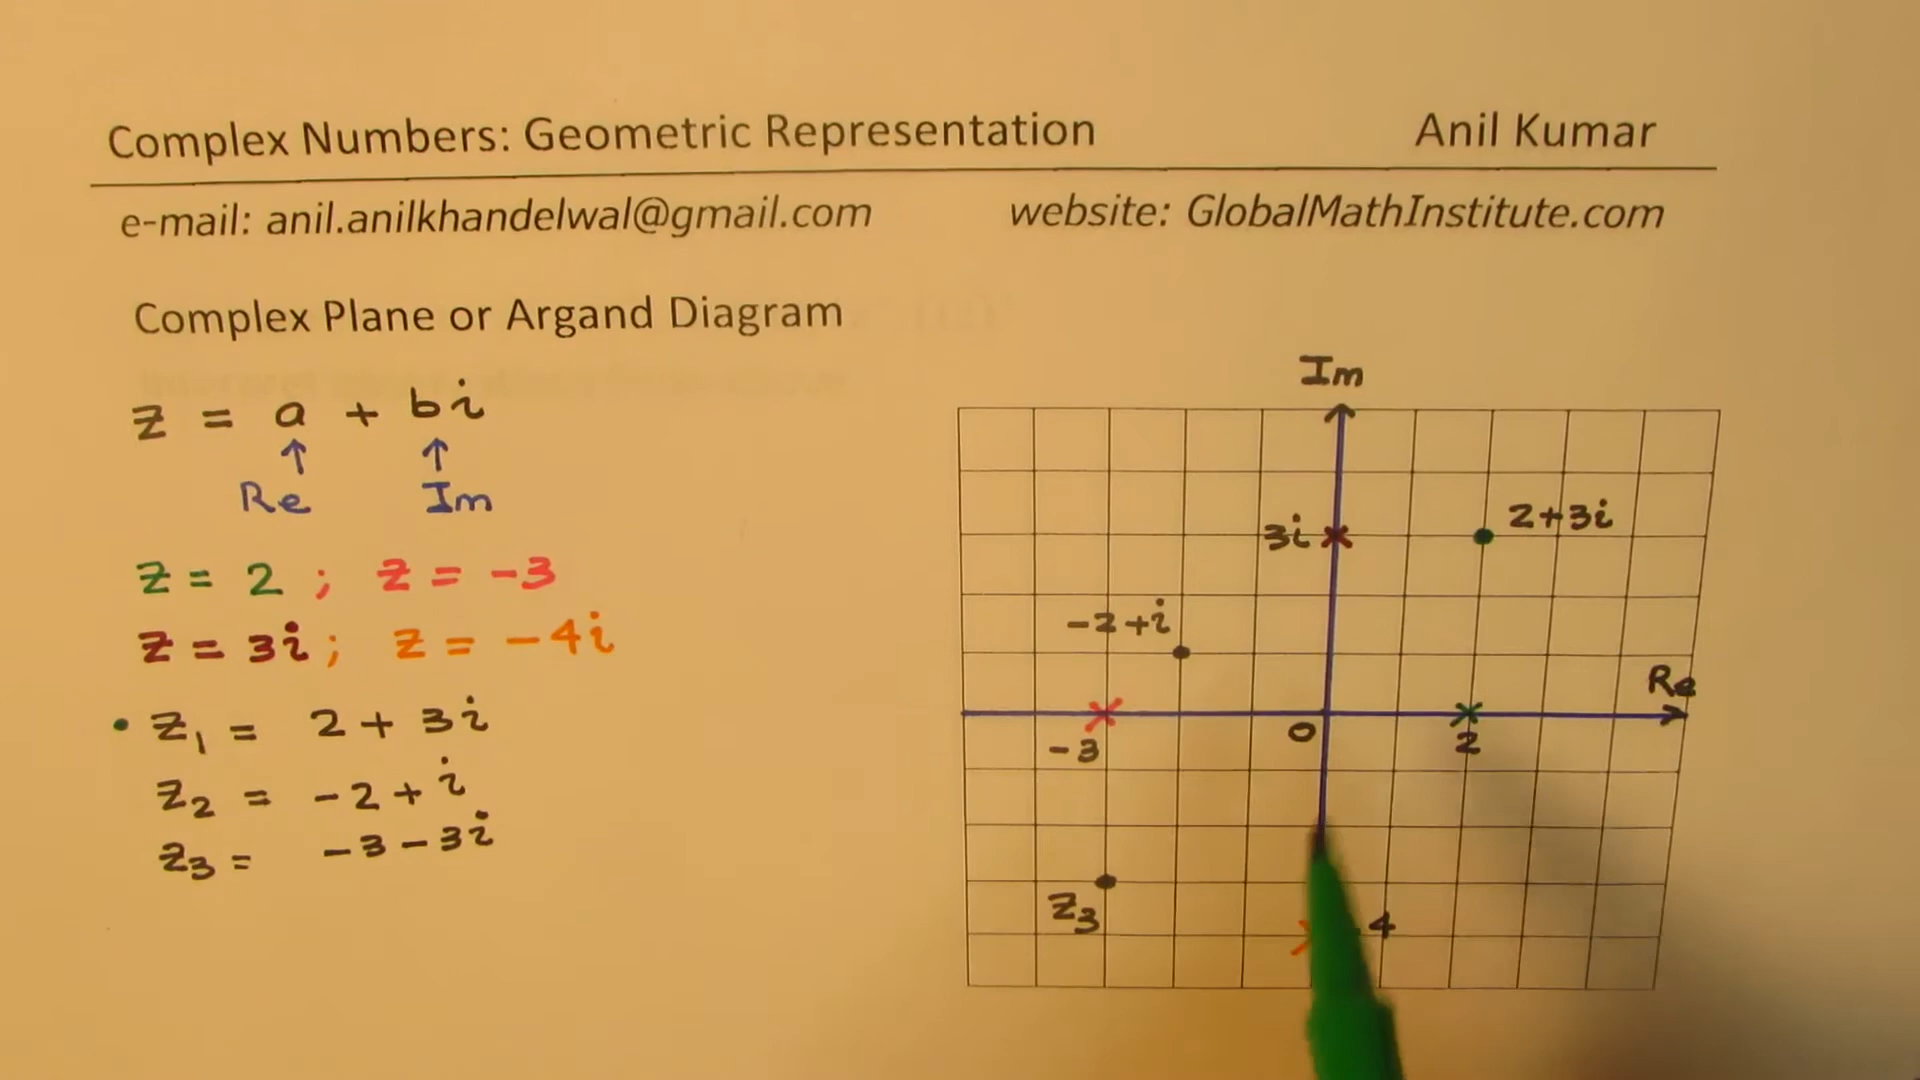 Complex Numbers: Geometric Representation Anil Kumar
e-mail: anil.anilkhandelwal@gmail.com website: GlobalMathInstitute.com
Complex Plane or Argand Diagram
z = a + bi
↑ ↑
Re Im
z = 2 ; z = -3
z = 3i ; z = -4i
• z₁ = 2 + 3i
z₂ = -2 + i
z₃ = -3 - 3i
Im
3i
2+3i
-2+i
Re
-3
0
2
z₃
4